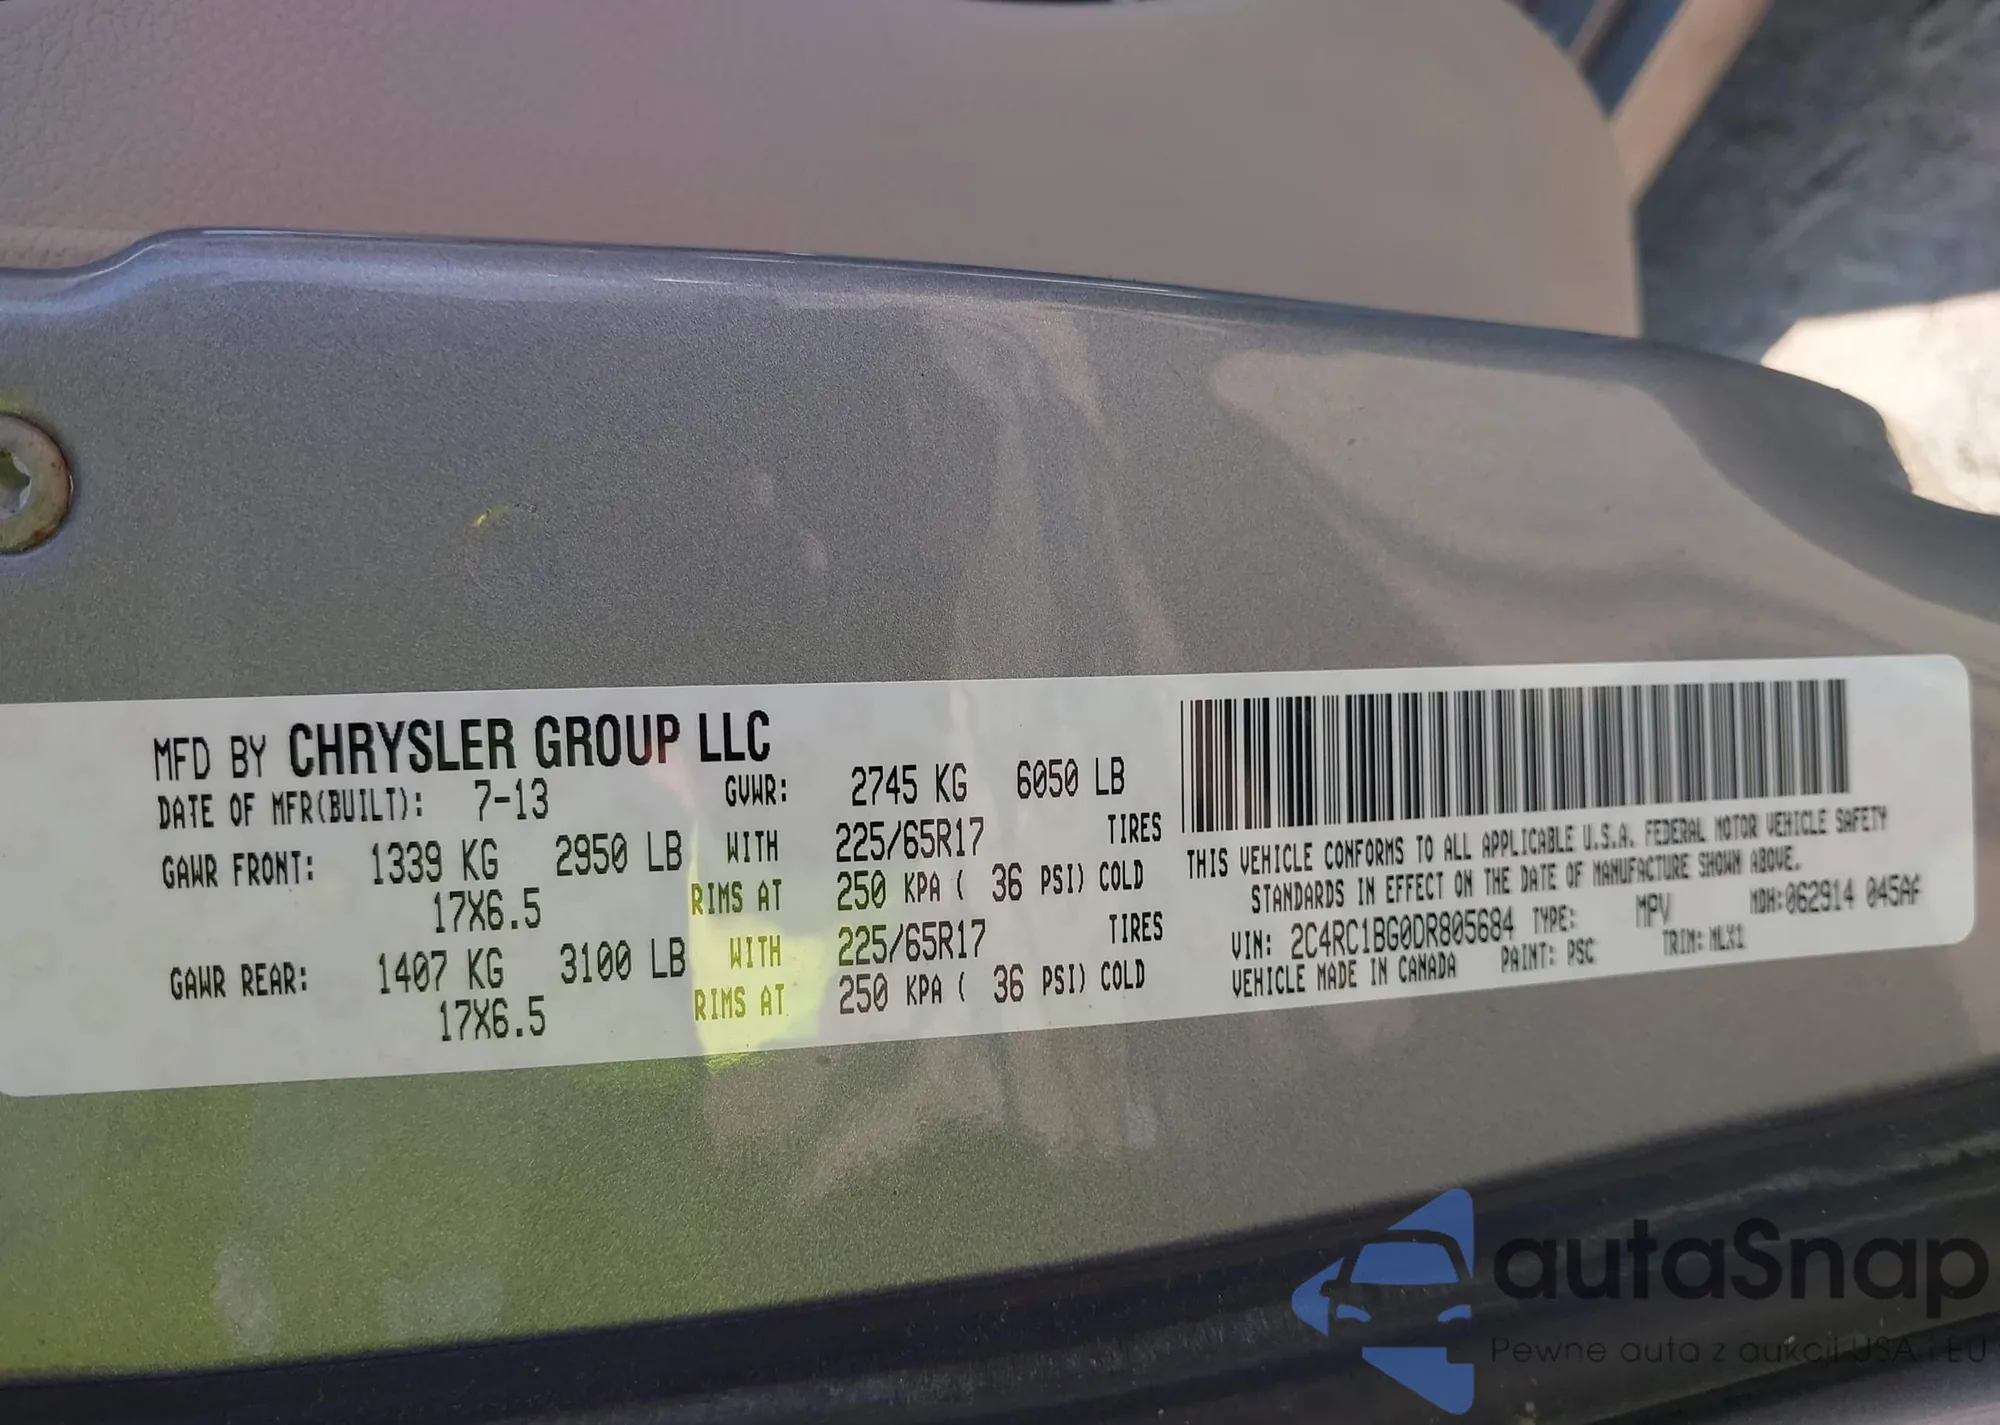 MFD BY CHRYSLER GROUP LLC
DATE OF MFR(BUILT): 7-13 GVWR: 2745 KG 6050 LB
GAWR FRONT: 1339 KG 2950 LB WITH 225/65R17 TIRES
17X6.5 RIMS AT 250 KPA ( 36 PSI) COLD
GAWR REAR: 1407 KG 3100 LB WITH 225/65R17 TIRES
17X6.5 RIMS AT 250 KPA ( 36 PSI) COLD
THIS VEHICLE CONFORMS TO ALL APPLICABLE U.S.A. FEDERAL MOTOR VEHICLE SAFETY
STANDARDS IN EFFECT ON THE DATE OF MANUFACTURE SHOWN ABOVE.
VIN: 2C4RC1BG0DR805684 TYPE: MPV MDH:062914 045AF
VEHICLE MADE IN CANADA PAINT: PSC TRIM: MLX1
autaSnap
Pewne auta z aukcji USA i EU